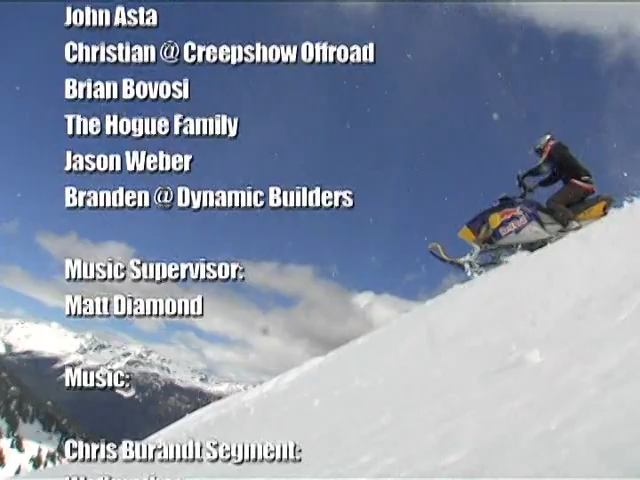 John Asta
Christian @ Creepshow Offroad
Brian Bovosi
The Hogue Family
Jason Weber
Branden @ Dynamic Builders
Music Supervisor:
Matt Diamond
Music:
Chris Burandt Segment: